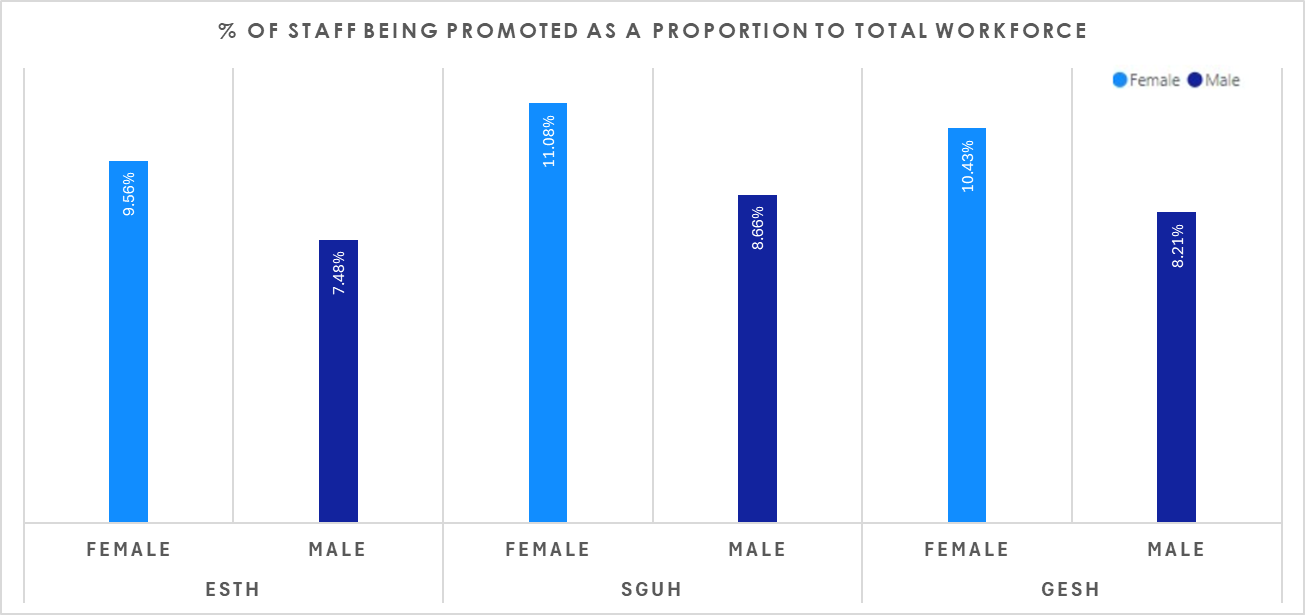 % OF STAFF BEING PROMOTED AS A PROPORTION TO TOTAL WORKFORCE
Female Male
9.56%
7.48%
11.08%
8.66%
10.43%
8.21%
FEMALE MALE FEMALE MALE FEMALE MALE
ESTH SGUH GESH